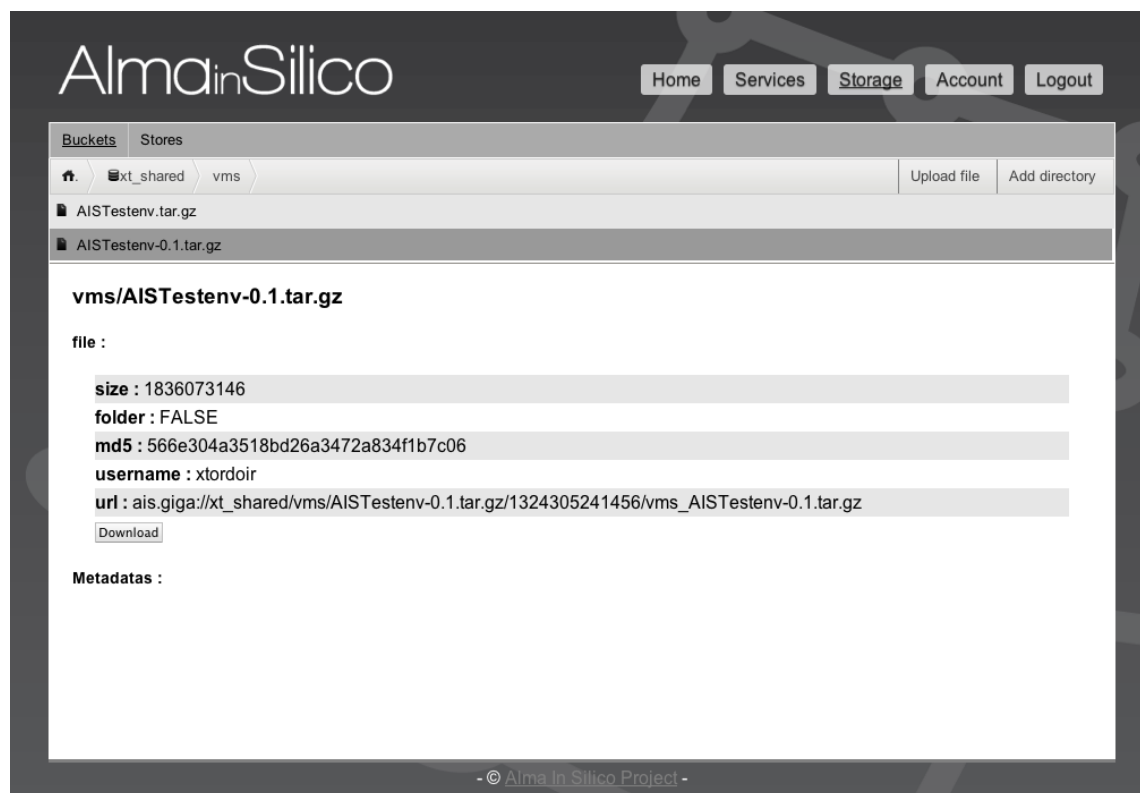 AlmainSilico
Home Services Storage Account Logout
Buckets Stores
. xt_shared vms Upload file Add directory
AISTestenv.tar.gz
AISTestenv-0.1.tar.gz
vms/AISTestenv-0.1.tar.gz
file :
size : 1836073146
folder : FALSE
md5 : 566e304a3518bd26a3472a834f1b7c06
username : xtordoir
url : ais.giga://xt_shared/vms/AISTestenv-0.1.tar.gz/1324305241456/vms_AISTestenv-0.1.tar.gz
Download
Metadatas :
- © Alma In Silico Project -